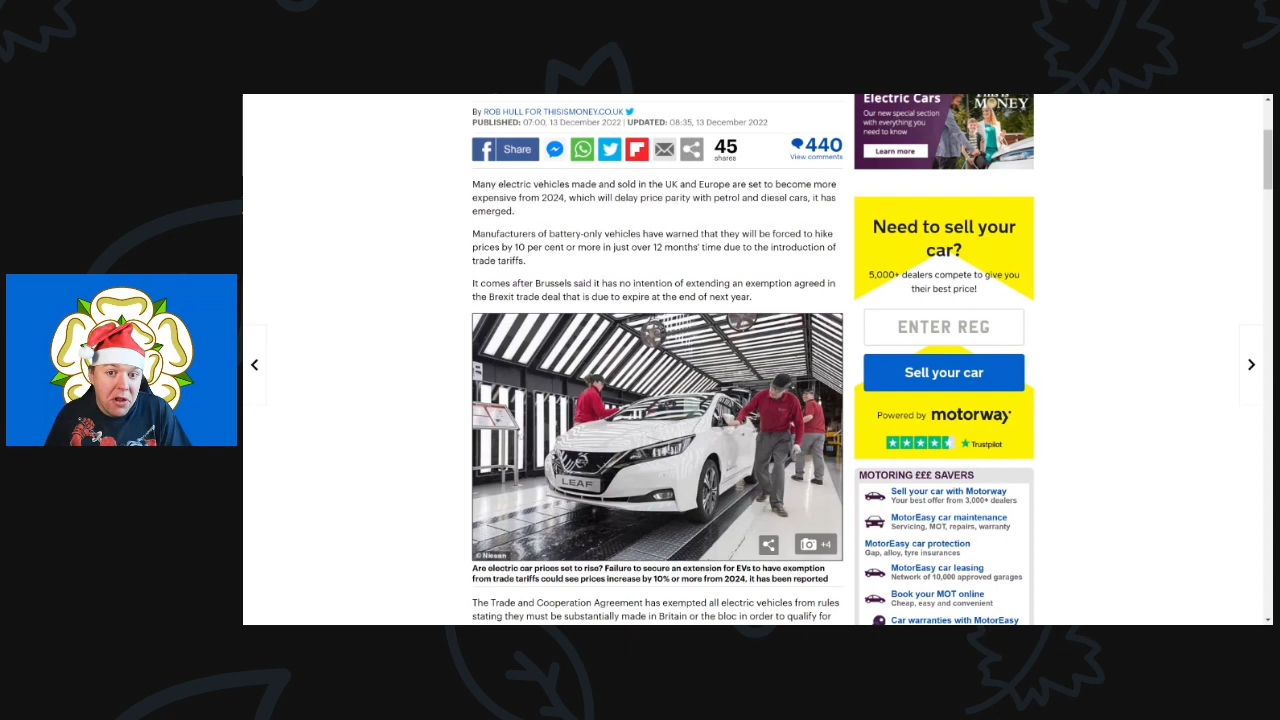 By ROB HULL FOR THISISMONEY.CO.UK
PUBLISHED: 07:00, 13 December 2022 | UPDATED: 08:35, 13 December 2022
Share
45
shares
440
View comments
Many electric vehicles made and sold in the UK and Europe are set to become more
expensive from 2024, which will delay price parity with petrol and diesel cars, it has
emerged.
Manufacturers of battery-only vehicles have warned that they will be forced to hike
prices by 10 per cent or more in just over 12 months' time due to the introduction of
trade tariffs.
It comes after Brussels said it has no intention of extending an exemption agreed in
the Brexit trade deal that is due to expire at the end of next year.
LEAF
+4
© Nissan
Are electric car prices set to rise? Failure to secure an extension for EVs to have exemption
from trade tariffs could see prices increase by 10% or more from 2024, it has been reported
The Trade and Cooperation Agreement has exempted all electric vehicles from rules
stating they must be substantially made in Britain or the bloc in order to qualify for
Electric Cars
THIS IS
MONEY
Our new special section
with everything you
need to know
Learn more
Need to sell your
car?
5,000+ dealers compete to give you
their best price!
ENTER REG
Sell your car
Powered by motorway
Trustpilot
MOTORING £££ SAVERS
Sell your car with Motorway
Your best offer from 3,000+ dealers
MotorEasy car maintenance
Servicing, MOT, repairs, warranty
MotorEasy car protection
Gap, alloy, tyre insurances
MotorEasy car leasing
Network of 10,000 approved garages
Book your MOT online
Cheap, easy and convenient
Car warranties with MotorEasy